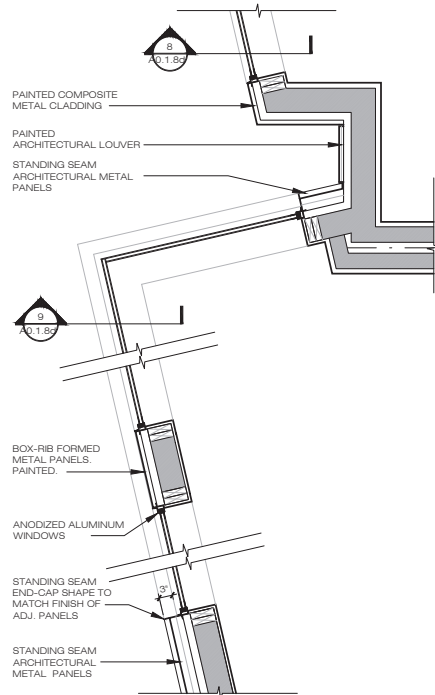 8
A0.1.8d
PAINTED COMPOSITE
METAL CLADDING
PAINTED
ARCHITECTURAL LOUVER
STANDING SEAM
ARCHITECTURAL METAL
PANELS
9
A0.1.8d
BOX-RIB FORMED
METAL PANELS.
PAINTED.
ANODIZED ALUMINUM
WINDOWS
STANDING SEAM
END-CAP SHAPE TO
MATCH FINISH OF
ADJ. PANELS
3"
STANDING SEAM
ARCHITECTURAL
METAL PANELS